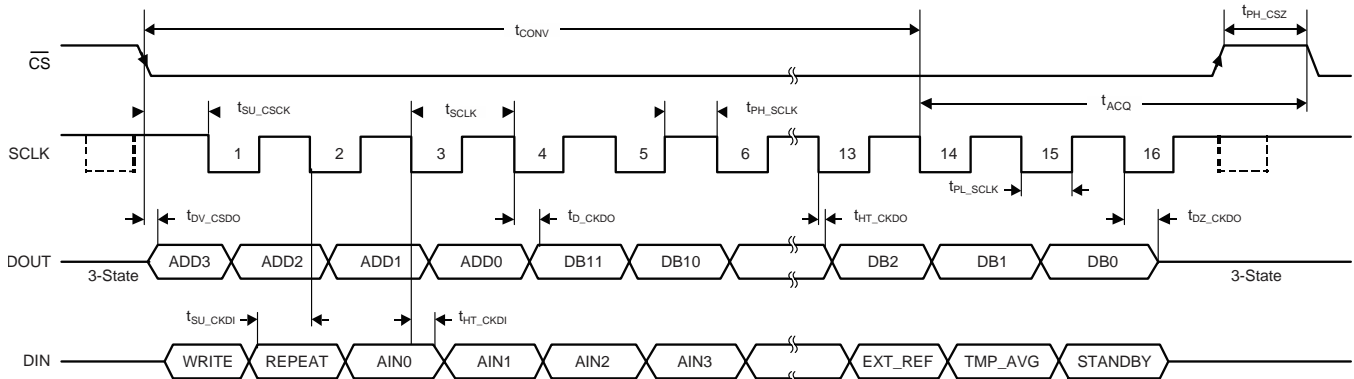 tPH_CSZ
tCONV
CS
tSU_CSCK
tSCLK
tPH_SCLK
tACQ
SCLK
1 2 3 4 5 6 13 14 15 16
tPL_SCLK
tDV_CSDO
tD_CKDO
tHT_CKDO
tDZ_CKDO
DOUT
3-State
ADD3 ADD2 ADD1 ADD0 DB11 DB10 DB2 DB1 DB0
3-State
tSU_CKDI
tHT_CKDI
DIN
WRITE REPEAT AIN0 AIN1 AIN2 AIN3 EXT_REF TMP_AVG STANDBY